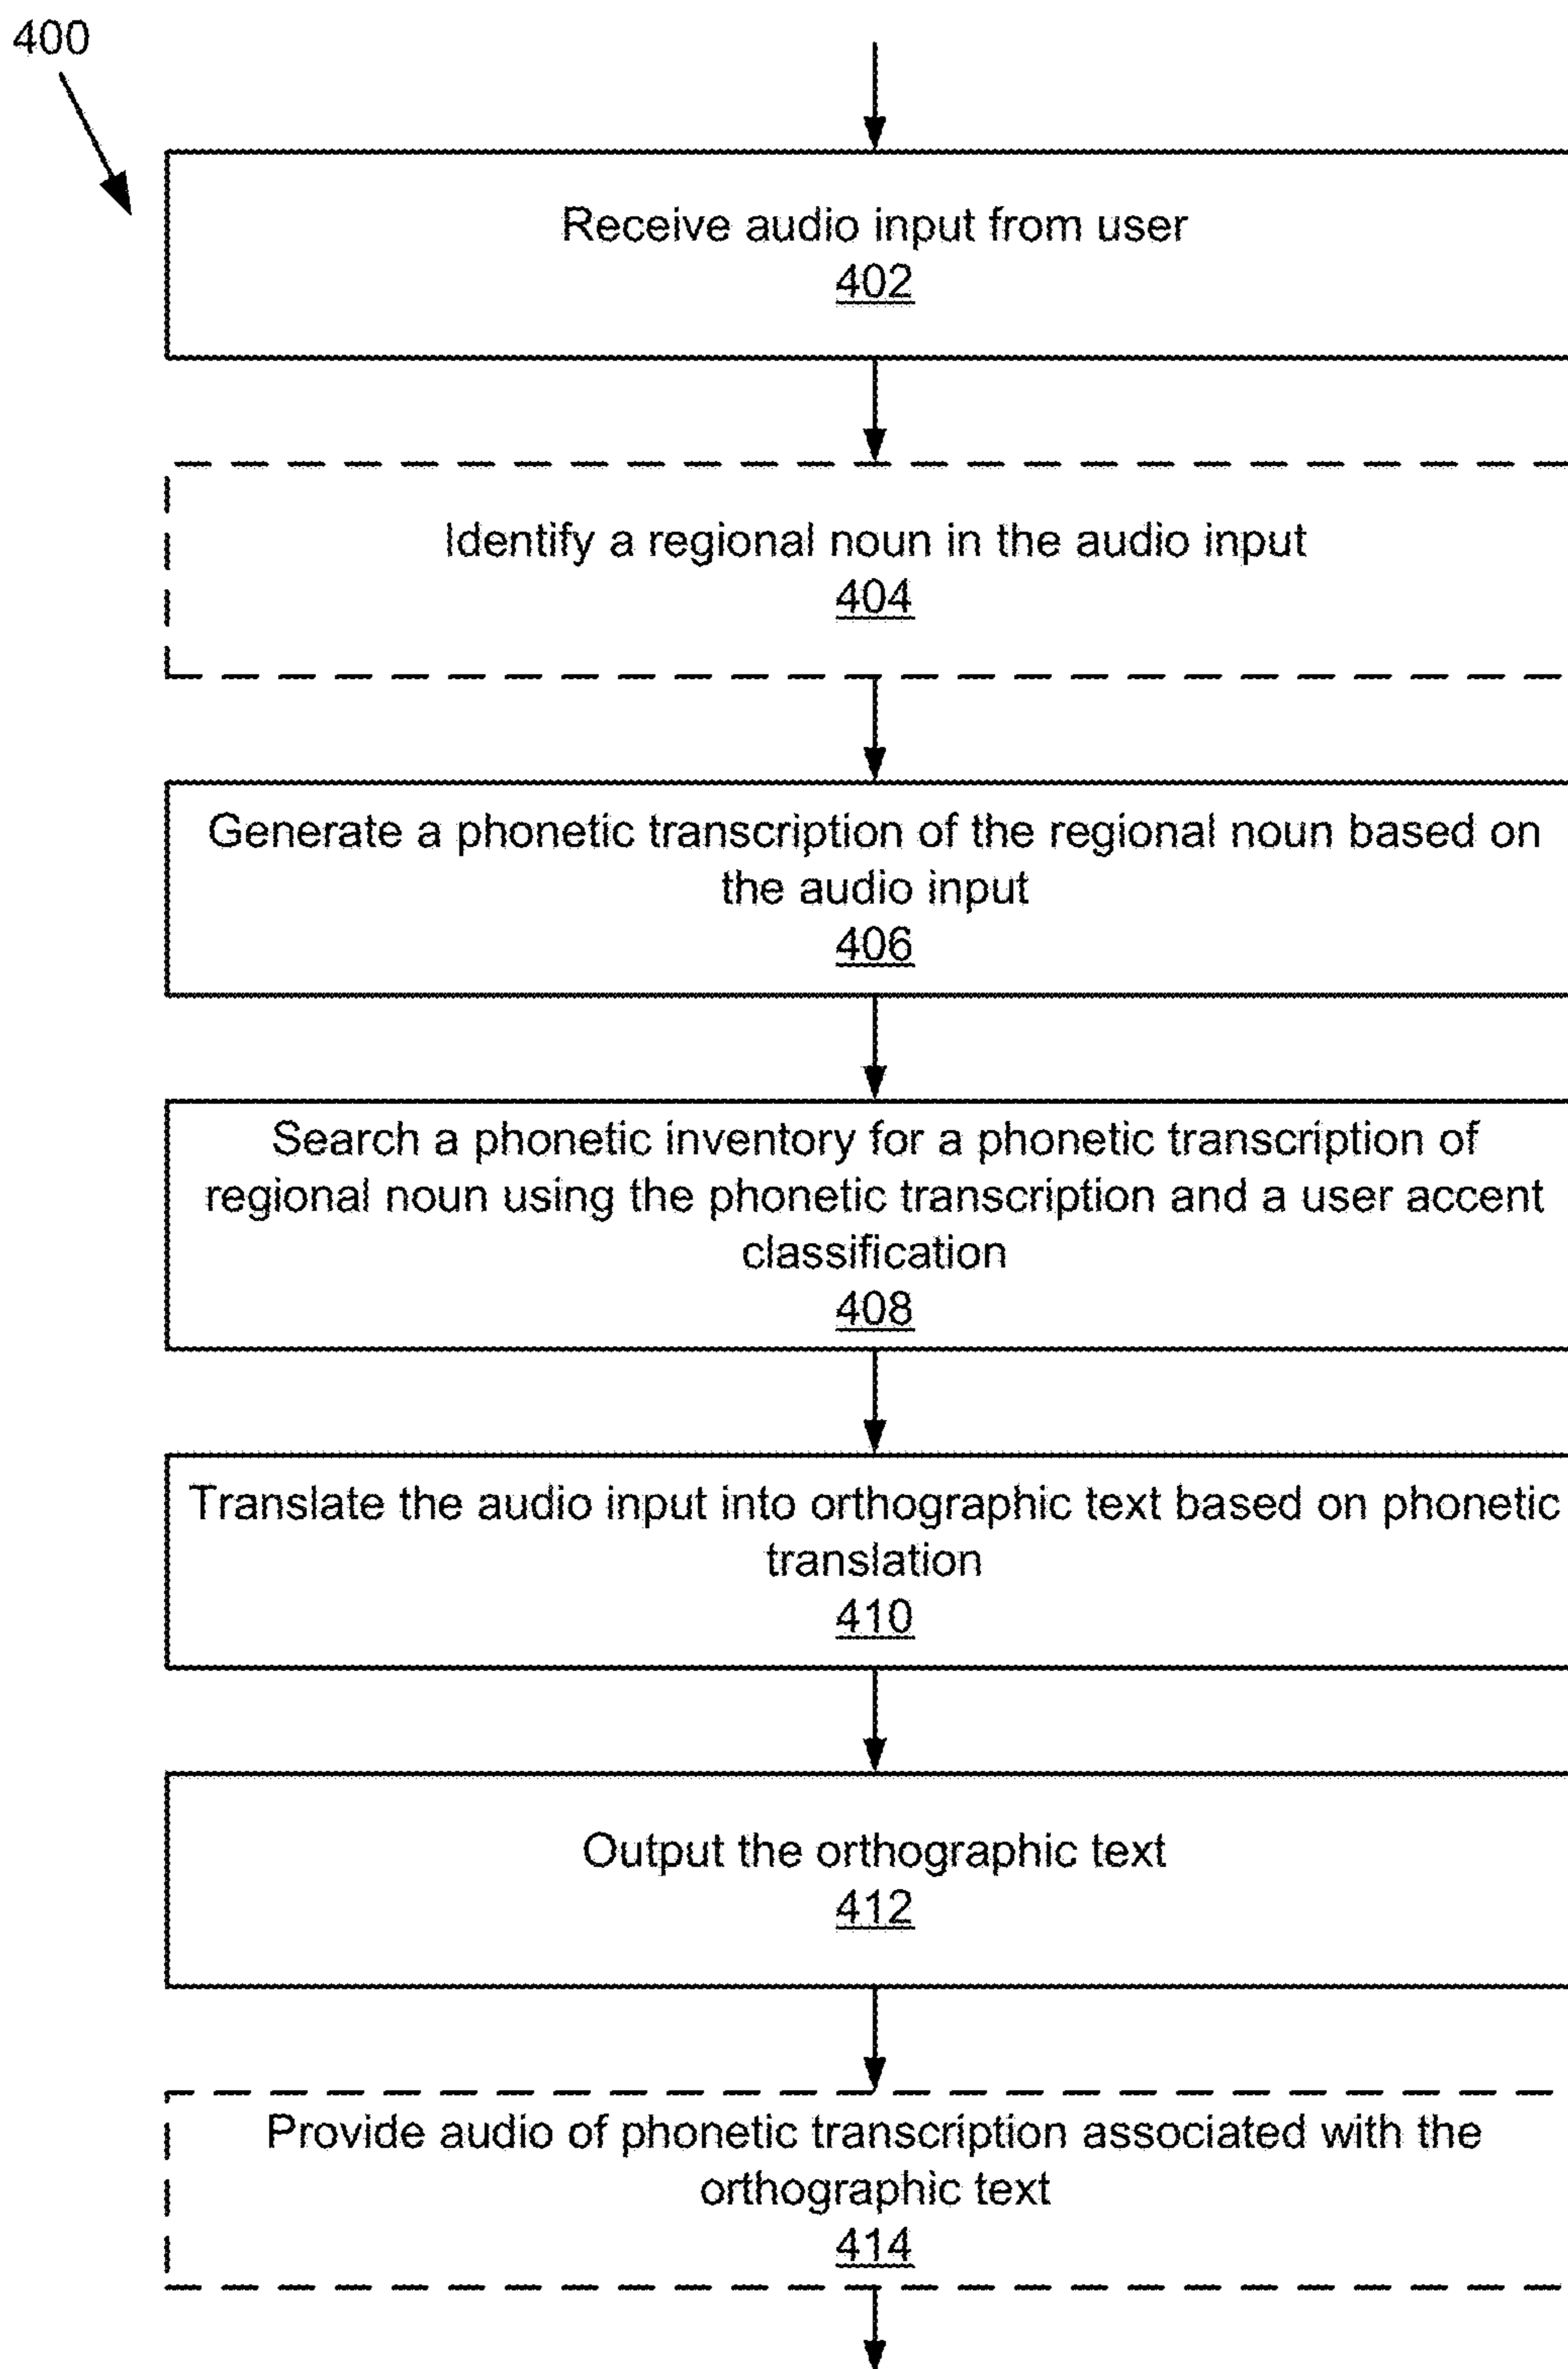 400
Receive audio input from user
402
Identify a regional noun in the audio input
404
Generate a phonetic transcription of the regional noun based on
the audio input
406
Search a phonetic inventory for a phonetic transcription of
regional noun using the phonetic transcription and a user accent
classification
408
Translate the audio input into orthographic text based on phonetic
translation
410
Output the orthographic text
412
Provide audio of phonetic transcription associated with the
orthographic text
414